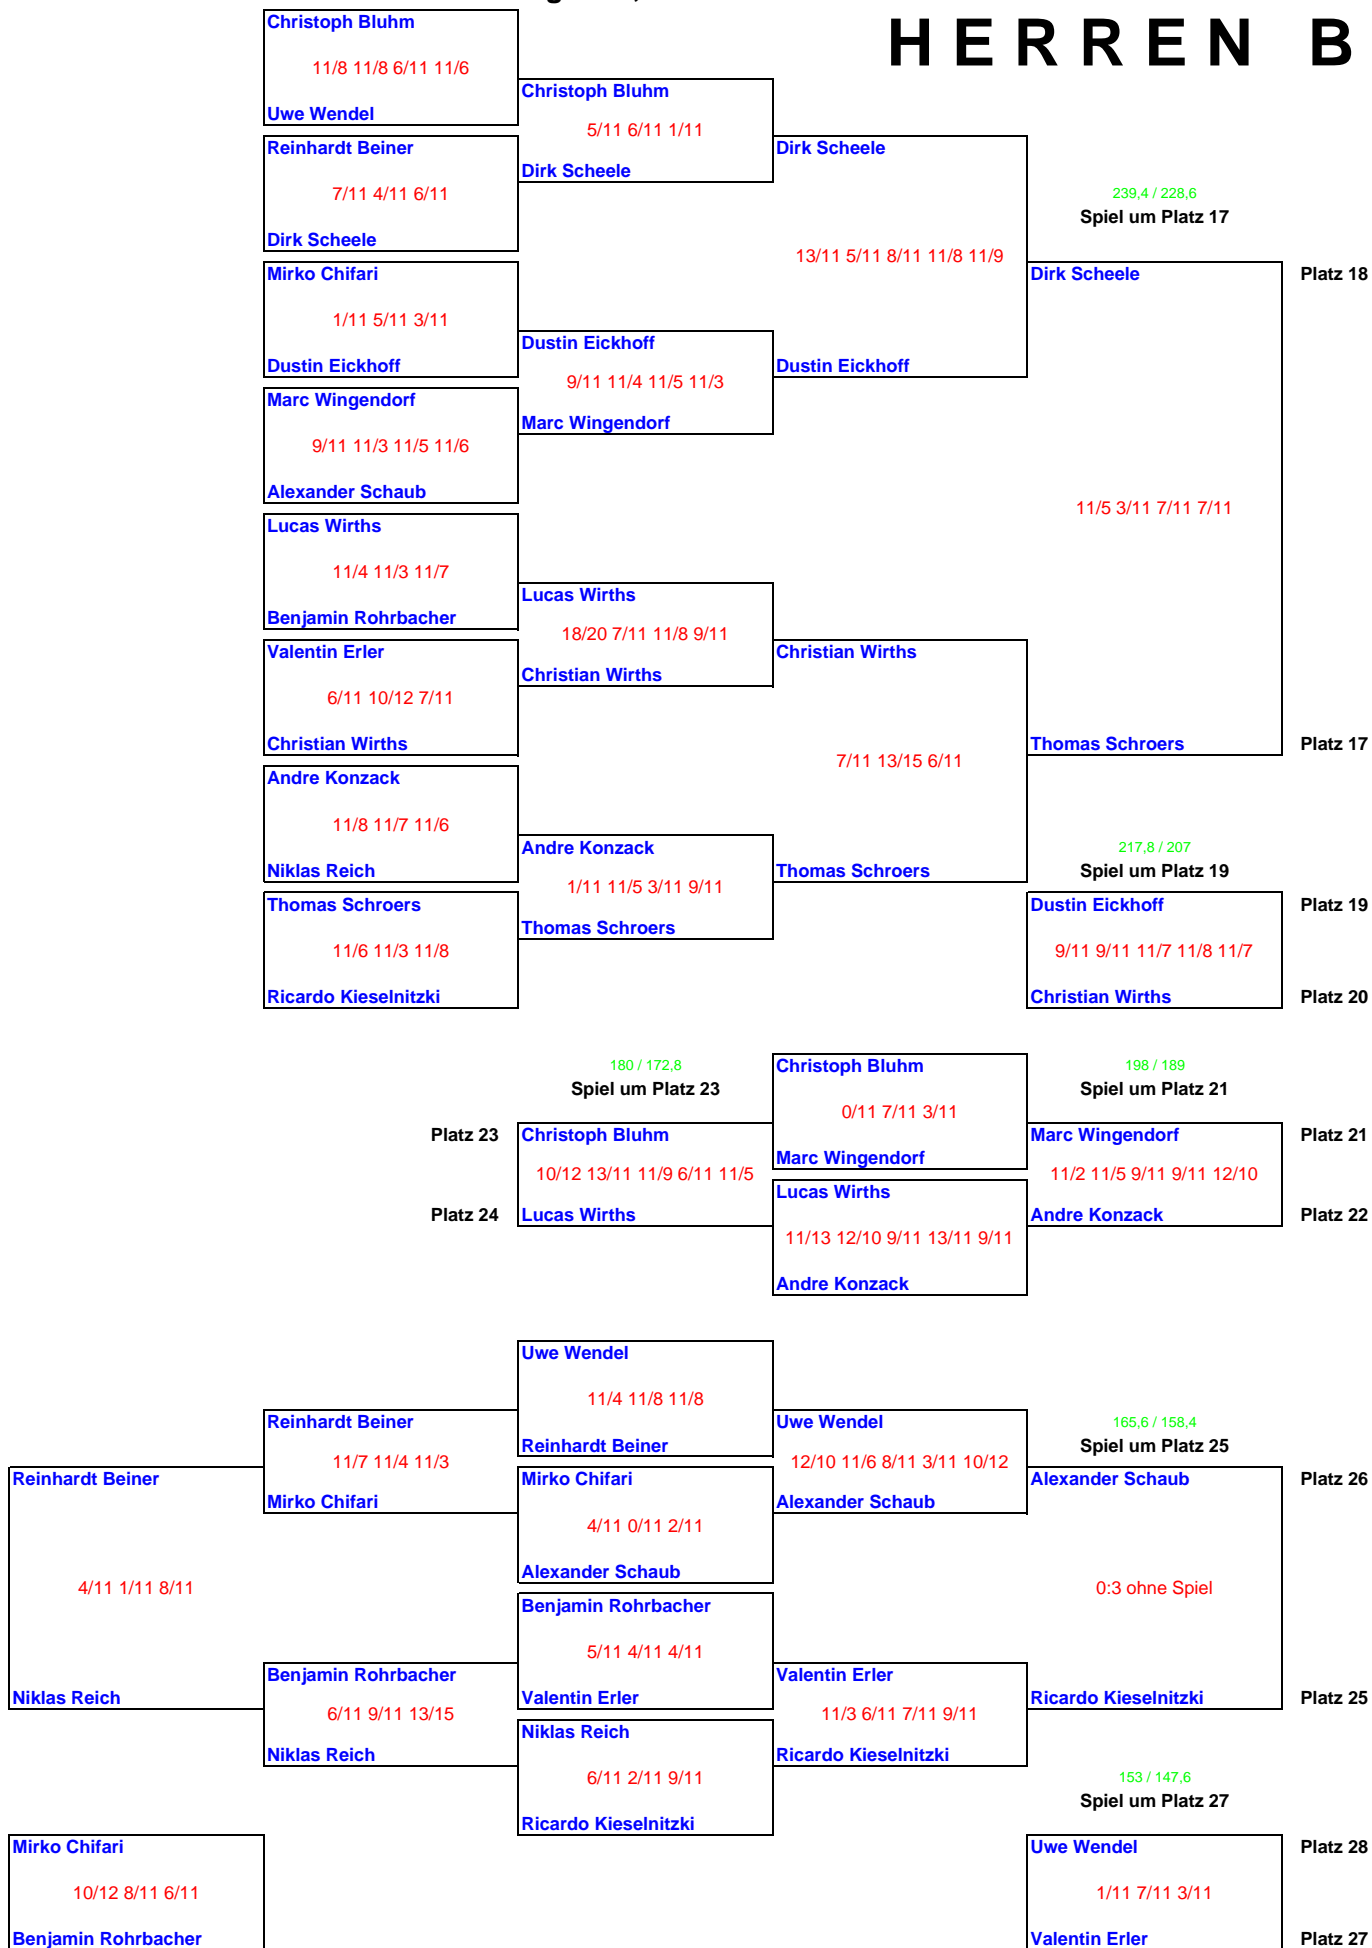 H E R R E N B
Christoph Bluhm
11/8 11/8 6/11 11/6
Christoph Bluhm
Uwe Wendel
5/11 6/11 1/11
Reinhardt Beiner
Dirk Scheele
Dirk Scheele
7/11 4/11 6/11
239,4 / 228,6
Spiel um Platz 17
Dirk Scheele
13/11 5/11 8/11 11/8 11/9
Mirko Chifari
Dirk Scheele
Platz 18
1/11 5/11 3/11
Dustin Eickhoff
Dustin Eickhoff
Dustin Eickhoff
9/11 11/4 11/5 11/3
Marc Wingendorf
Marc Wingendorf
9/11 11/3 11/5 11/6
Alexander Schaub
11/5 3/11 7/11 7/11
Lucas Wirths
11/4 11/3 11/7
Lucas Wirths
Benjamin Rohrbacher
18/20 7/11 11/8 9/11
Valentin Erler
Christian Wirths
Christian Wirths
6/11 10/12 7/11
Christian Wirths
Thomas Schroers
Platz 17
7/11 13/15 6/11
Andre Konzack
11/8 11/7 11/6
Andre Konzack
217,8 / 207
Niklas Reich
Thomas Schroers
Spiel um Platz 19
1/11 11/5 3/11 9/11
Thomas Schroers
Dustin Eickhoff
Platz 19
Thomas Schroers
11/6 11/3 11/8
9/11 9/11 11/7 11/8 11/7
Ricardo Kieselnitzki
Christian Wirths
Platz 20
180 / 172,8
Christoph Bluhm
198 / 189
Spiel um Platz 23
Spiel um Platz 21
0/11 7/11 3/11
Platz 23
Christoph Bluhm
Marc Wingendorf
Platz 21
Marc Wingendorf
10/12 13/11 11/9 6/11 11/5
11/2 11/5 9/11 9/11 12/10
Lucas Wirths
Platz 24
Lucas Wirths
Andre Konzack
Platz 22
11/13 12/10 9/11 13/11 9/11
Andre Konzack
Uwe Wendel
11/4 11/8 11/8
Reinhardt Beiner
Uwe Wendel
165,6 / 158,4
Reinhardt Beiner
Spiel um Platz 25
11/7 11/4 11/3
12/10 11/6 8/11 3/11 10/12
Reinhardt Beiner
Mirko Chifari
Alexander Schaub
Platz 26
Mirko Chifari
Alexander Schaub
4/11 0/11 2/11
Alexander Schaub
4/11 1/11 8/11
0:3 ohne Spiel
Benjamin Rohrbacher
5/11 4/11 4/11
Benjamin Rohrbacher
Valentin Erler
Niklas Reich
Valentin Erler
Ricardo Kieselnitzki
Platz 25
6/11 9/11 13/15
11/3 6/11 7/11 9/11
Niklas Reich
Niklas Reich
Ricardo Kieselnitzki
6/11 2/11 9/11
153 / 147,6
Spiel um Platz 27
Ricardo Kieselnitzki
Mirko Chifari
Uwe Wendel
Platz 28
10/12 8/11 6/11
1/11 7/11 3/11
Benjamin Rohrbacher
Valentin Erler
Platz 27